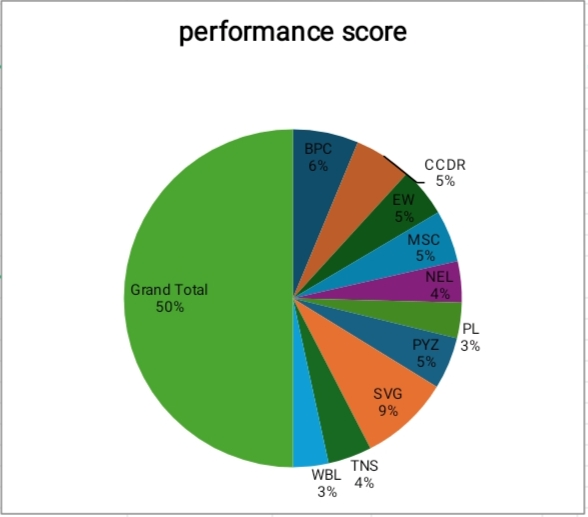 performance score
BPC
6%
CCDR
5%
EW
5%
MSC
5%
NEL
4%
PL
3%
PYZ
5%
SVG
9%
TNS
4%
WBL
3%
Grand Total
50%